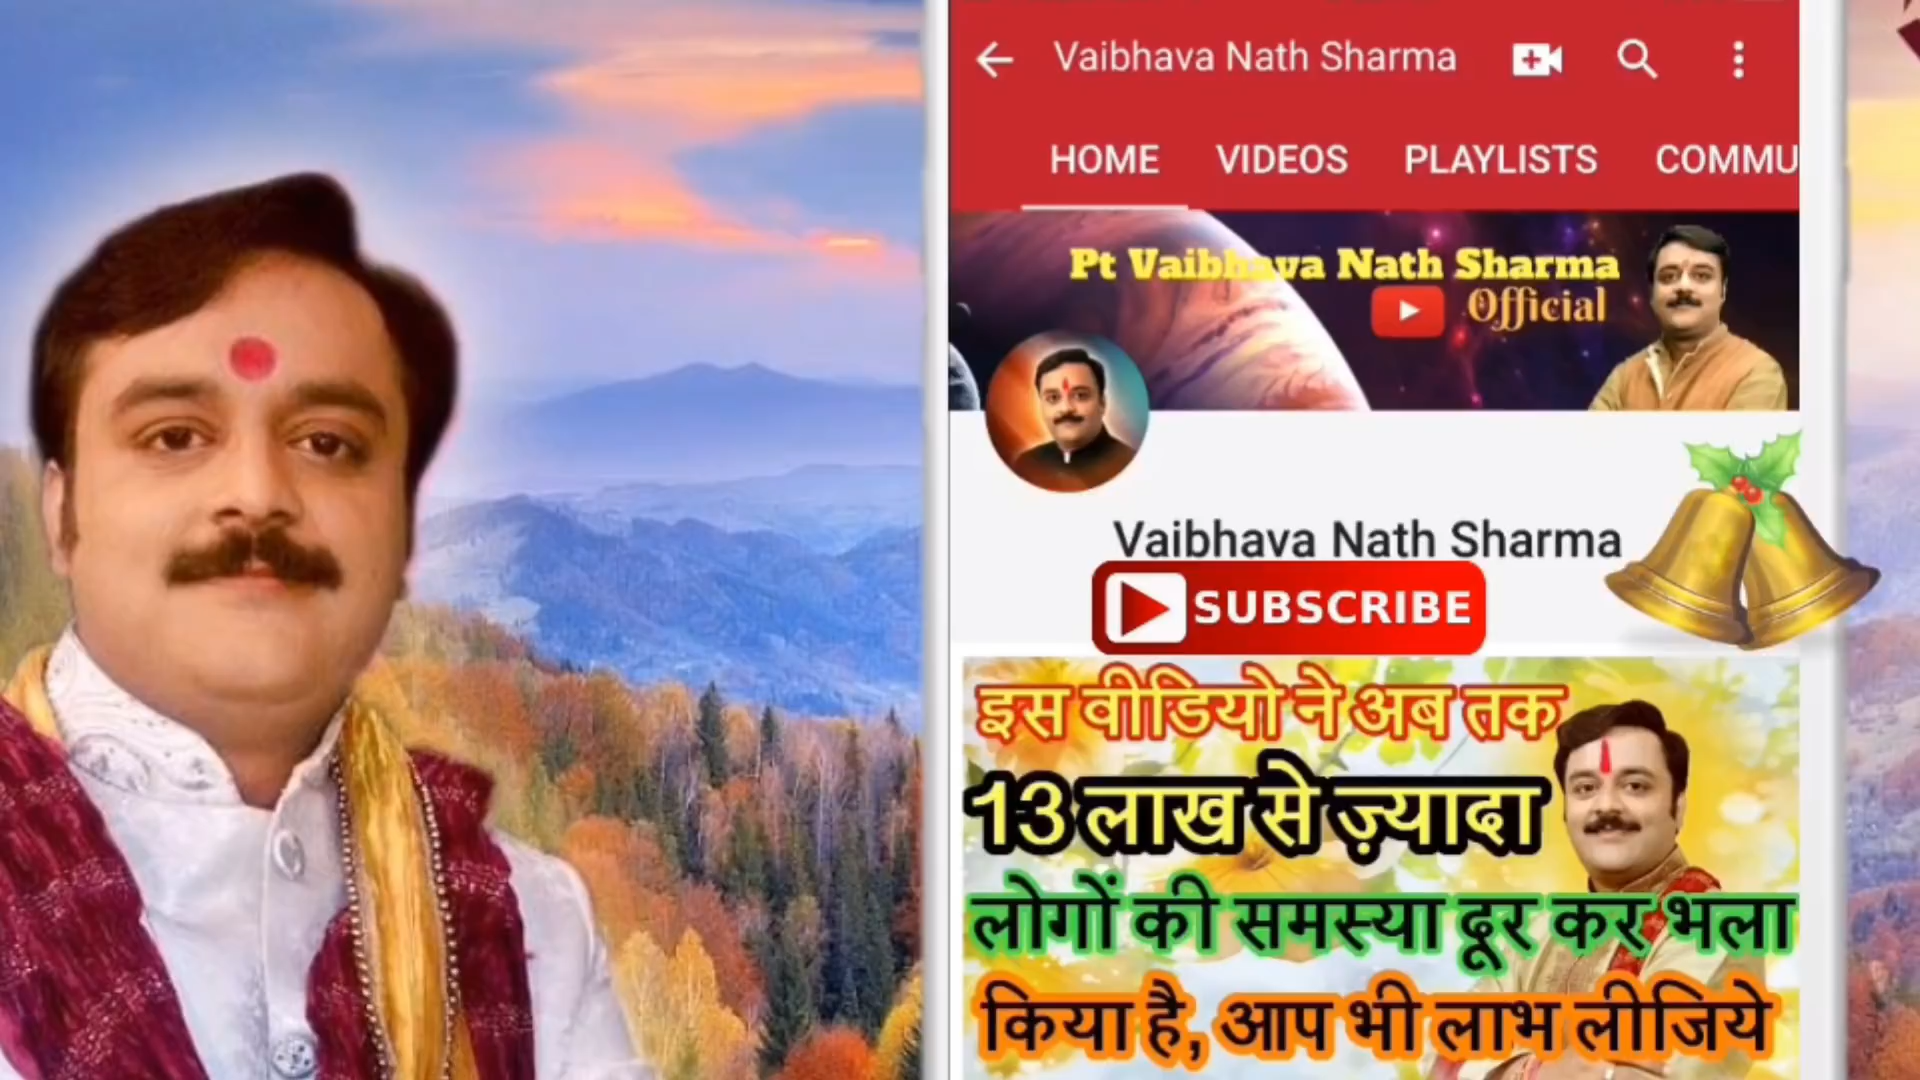 Vaibhava Nath Sharma
HOME VIDEOS PLAYLISTS COMMU
Pt Vaibhava Nath Sharma
Official
Vaibhava Nath Sharma
SUBSCRIBE
इस वीडियो ने अब तक
13 लाख से ज़्यादा
लोगों की समस्या दूर कर भला
किया है, आप भी लाभ लीजिये